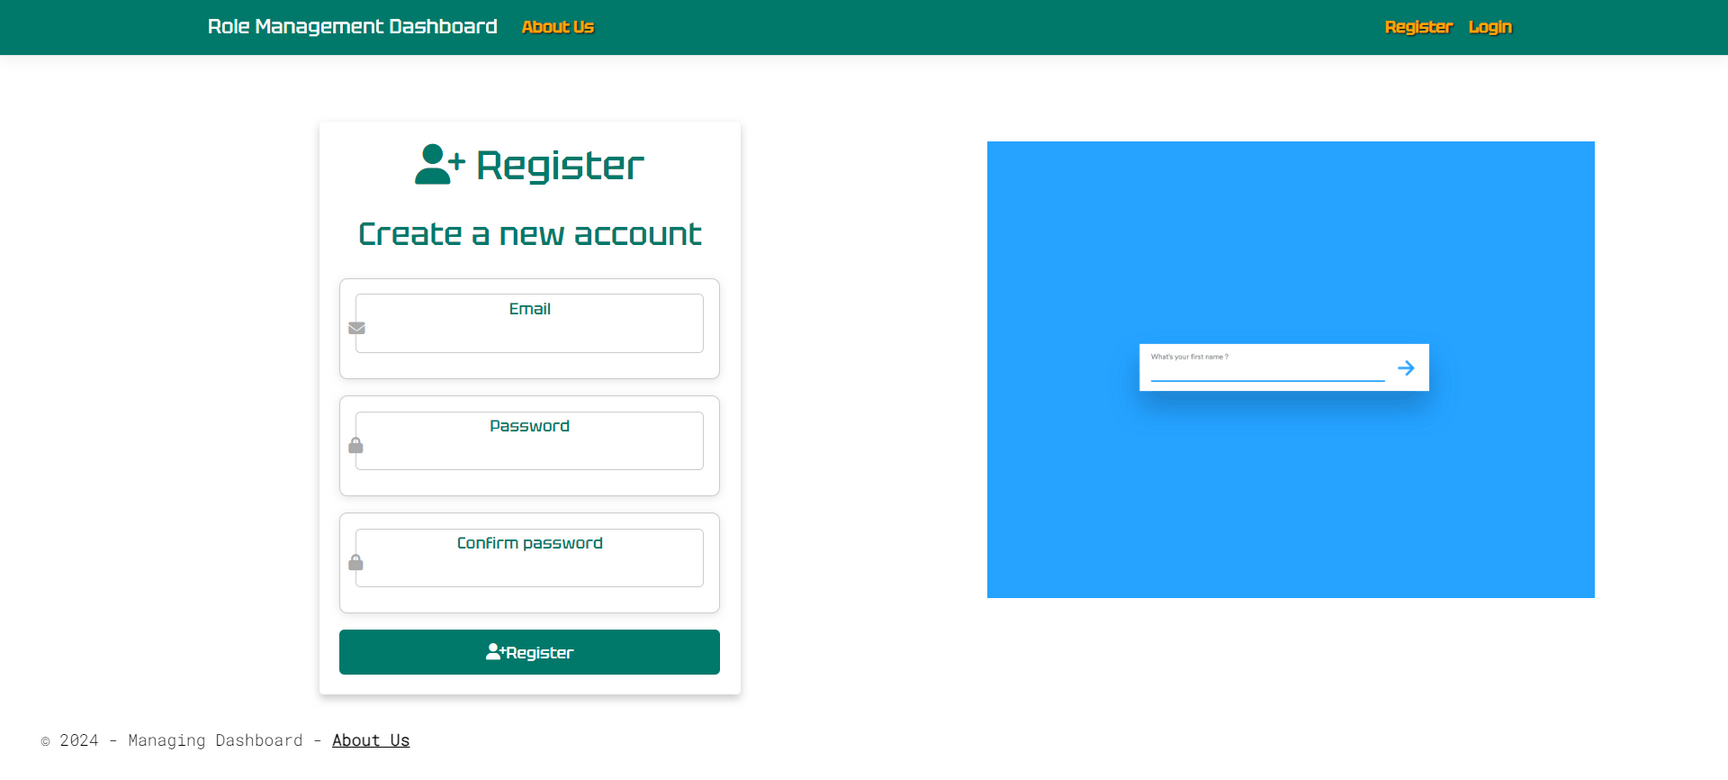 Role Management Dashboard About Us Register Login
Register
Create a new account
Email
Password
Confirm password
Register
What's your first name ?
© 2024 - Managing Dashboard - About Us